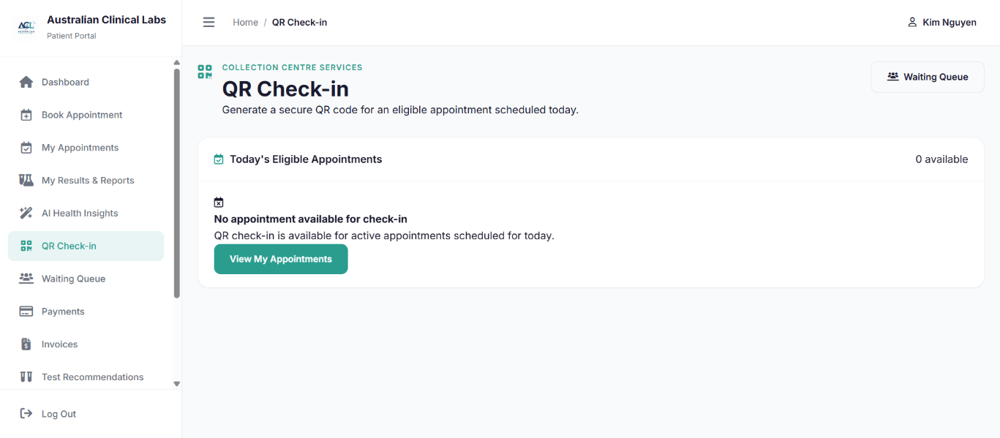 ACL
AUSTRALIAN
Australian Clinical Labs
Patient Portal
Dashboard
Book Appointment
My Appointments
My Results & Reports
AI Health Insights
QR Check-in
Waiting Queue
Payments
Invoices
Test Recommendations
Log Out
Home / QR Check-in
Kim Nguyen
COLLECTION CENTRE SERVICES
QR Check-in
Generate a secure QR code for an eligible appointment scheduled today.
Waiting Queue
Today's Eligible Appointments
0 available
No appointment available for check-in
QR check-in is available for active appointments scheduled for today.
View My Appointments